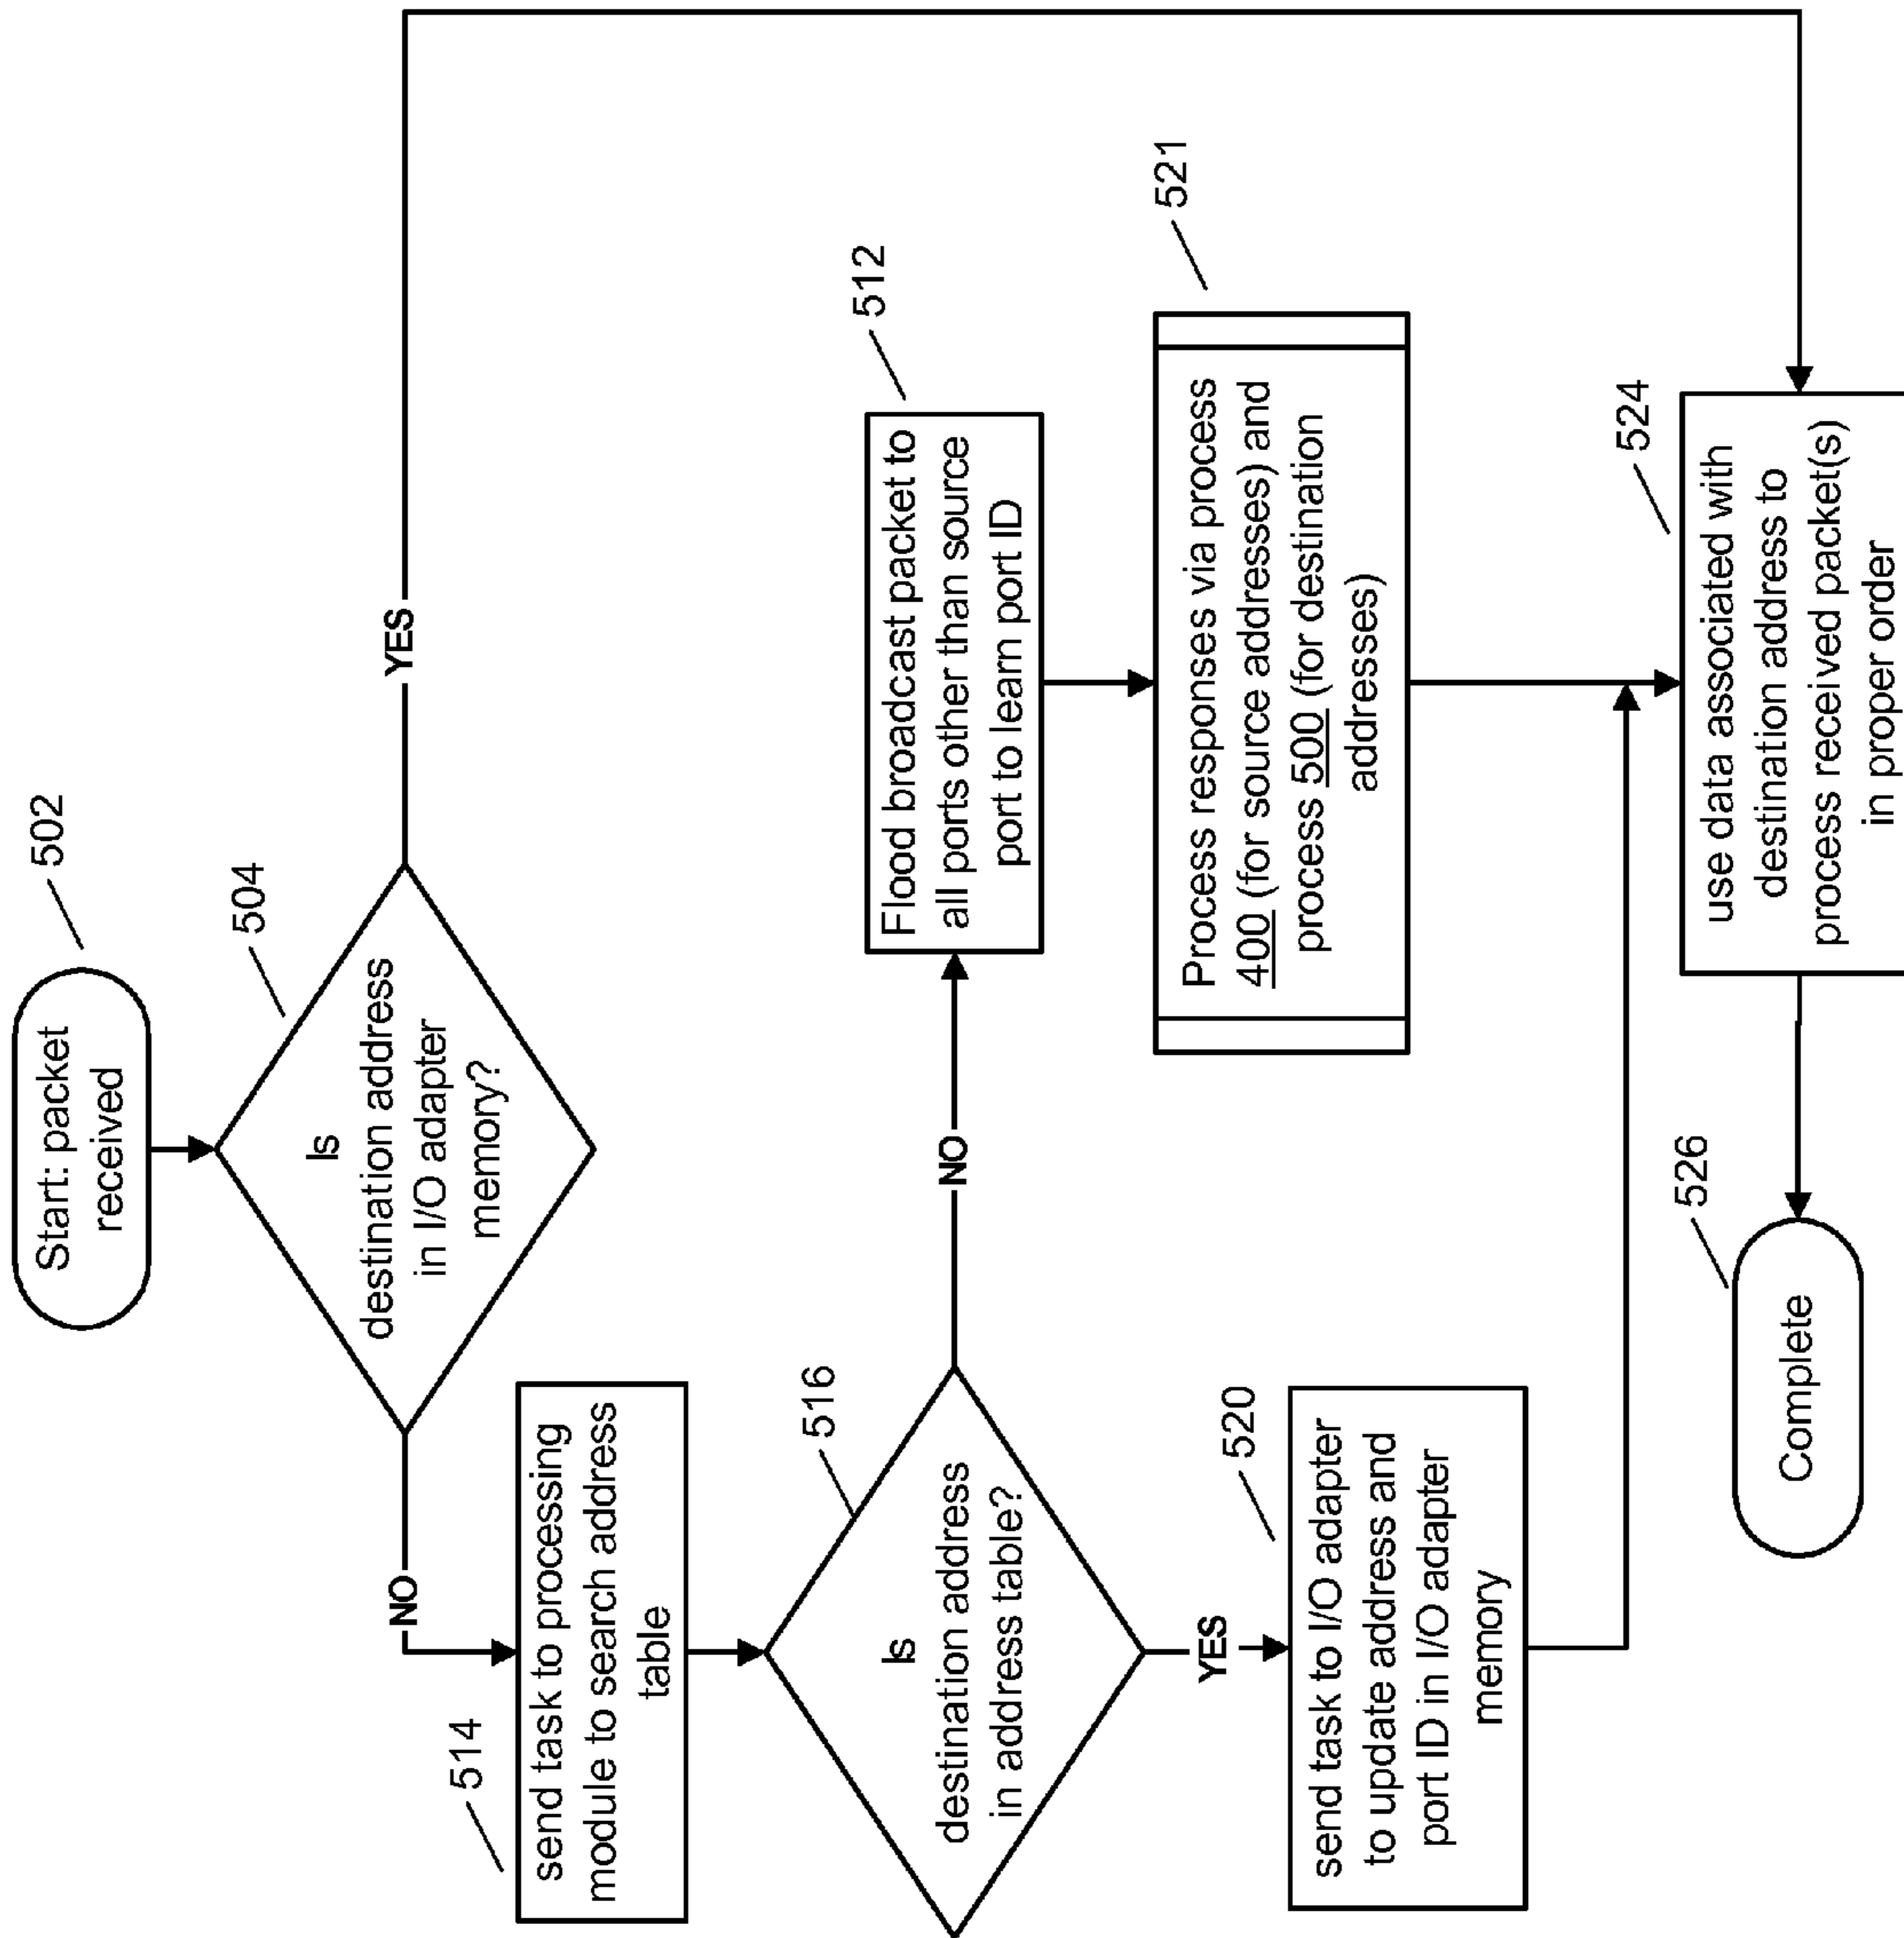 Start: packet
received
502
Is
destination address
in I/O adapter
memory?
504
YES
NO
514
send task to processing
module to search address
table
Is
destination address
in address table?
516
NO
YES
Flood broadcast packet to
all ports other than source
port to learn port ID
512
Process responses via process
400 (for source addresses) and
process 500 (for destination
addresses)
521
send task to I/O adapter
to update address and
port ID in I/O adapter
memory
520
use data associated with
destination address to
process received packet(s)
in proper order
524
Complete
526